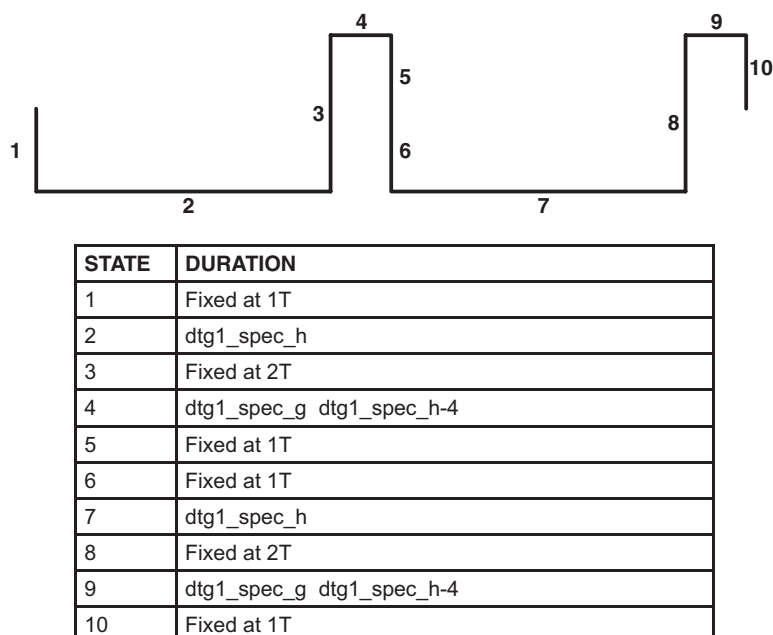 4
9
5
10
3
8
1
6
2
7
STATE DURATION
1 Fixed at 1T
2 dtg1_spec_h
3 Fixed at 2T
4 dtg1_spec_g dtg1_spec_h-4
5 Fixed at 1T
6 Fixed at 1T
7 dtg1_spec_h
8 Fixed at 2T
9 dtg1_spec_g dtg1_spec_h-4
10 Fixed at 1T